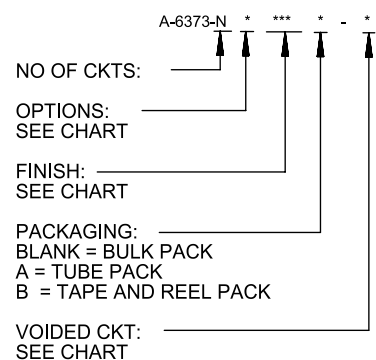 A-6373-N * *** * - *
NO OF CKTS:
OPTIONS:
SEE CHART
FINISH:
SEE CHART
PACKAGING:
BLANK = BULK PACK
A = TUBE PACK
B = TAPE AND REEL PACK
VOIDED CKT:
SEE CHART